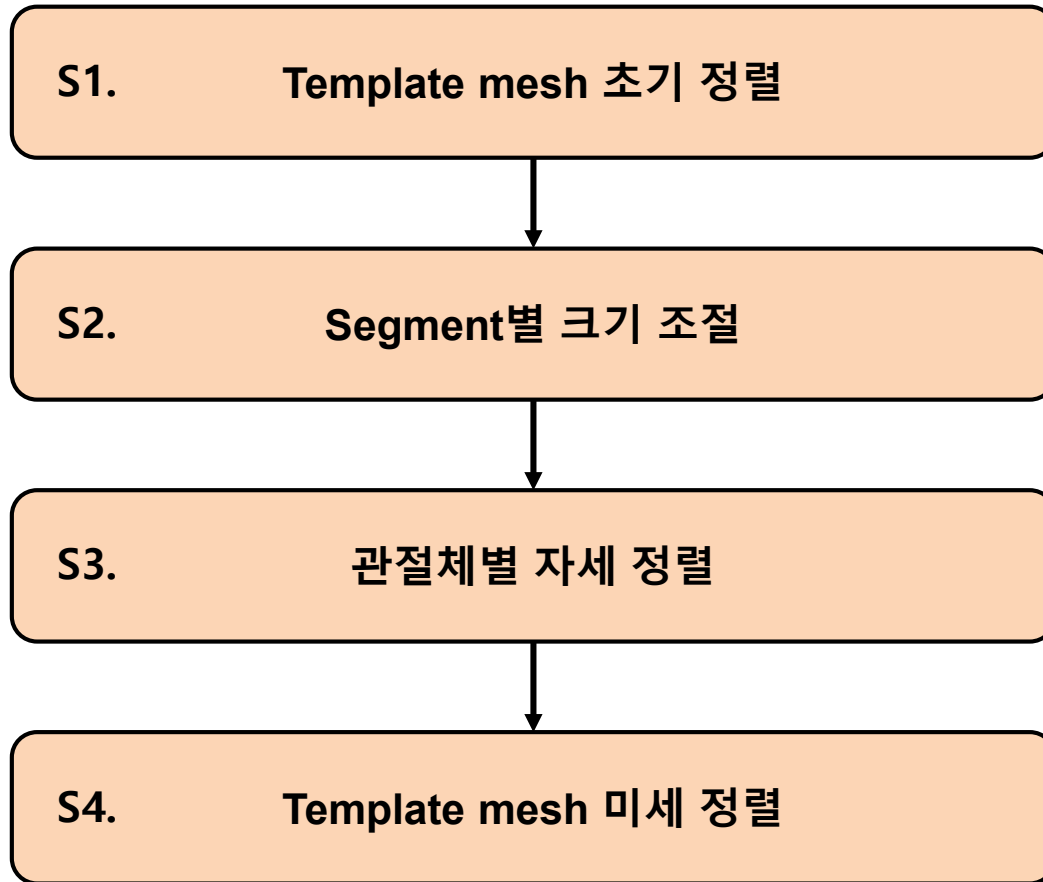 S1. Template mesh 초기 정렬
S2. Segment별 크기 조절
S3. 관절체별 자세 정렬
S4. Template mesh 미세 정렬